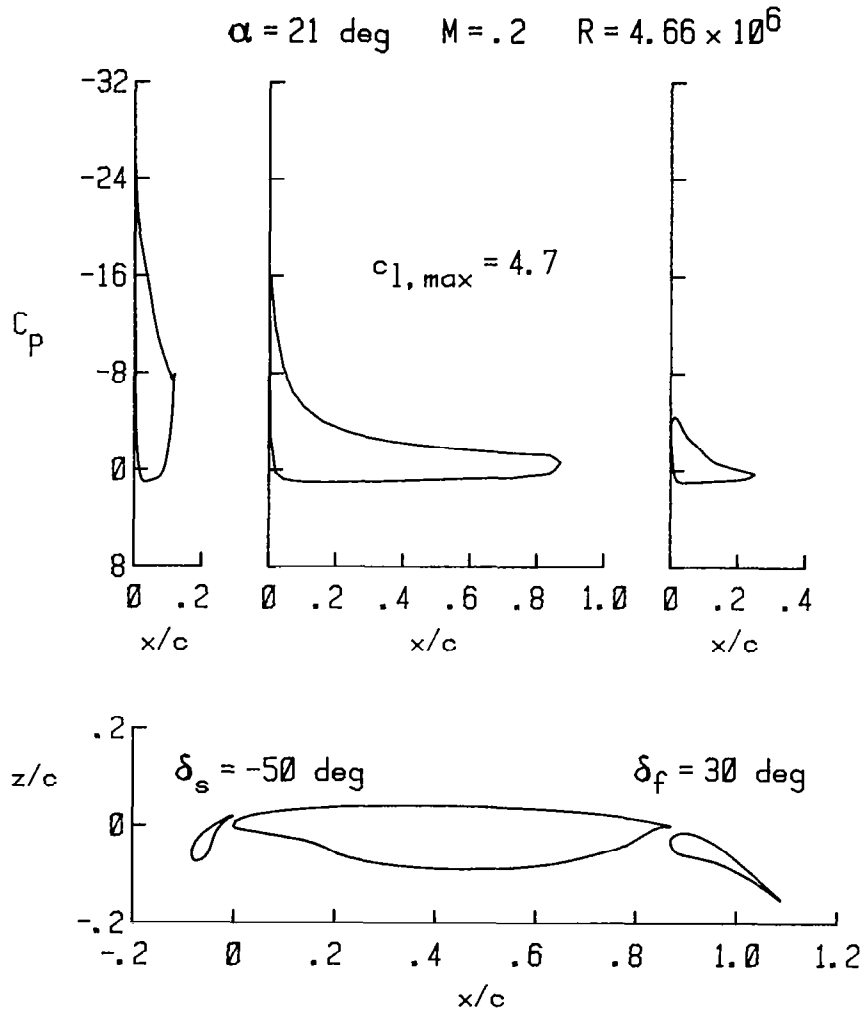 α = 21 deg M = .2 R = 4.66 × 10⁶
-32
-24
-16
-8
0
8
C_p
c_l, max = 4.7
0 .2
0 .2 .4 .6 .8 1.0
0 .2 .4
x/c
x/c
x/c
.2
0
-.2
z/c
δ_s = -50 deg
δ_f = 30 deg
-.2 0 .2 .4 .6 .8 1.0 1.2
x/c